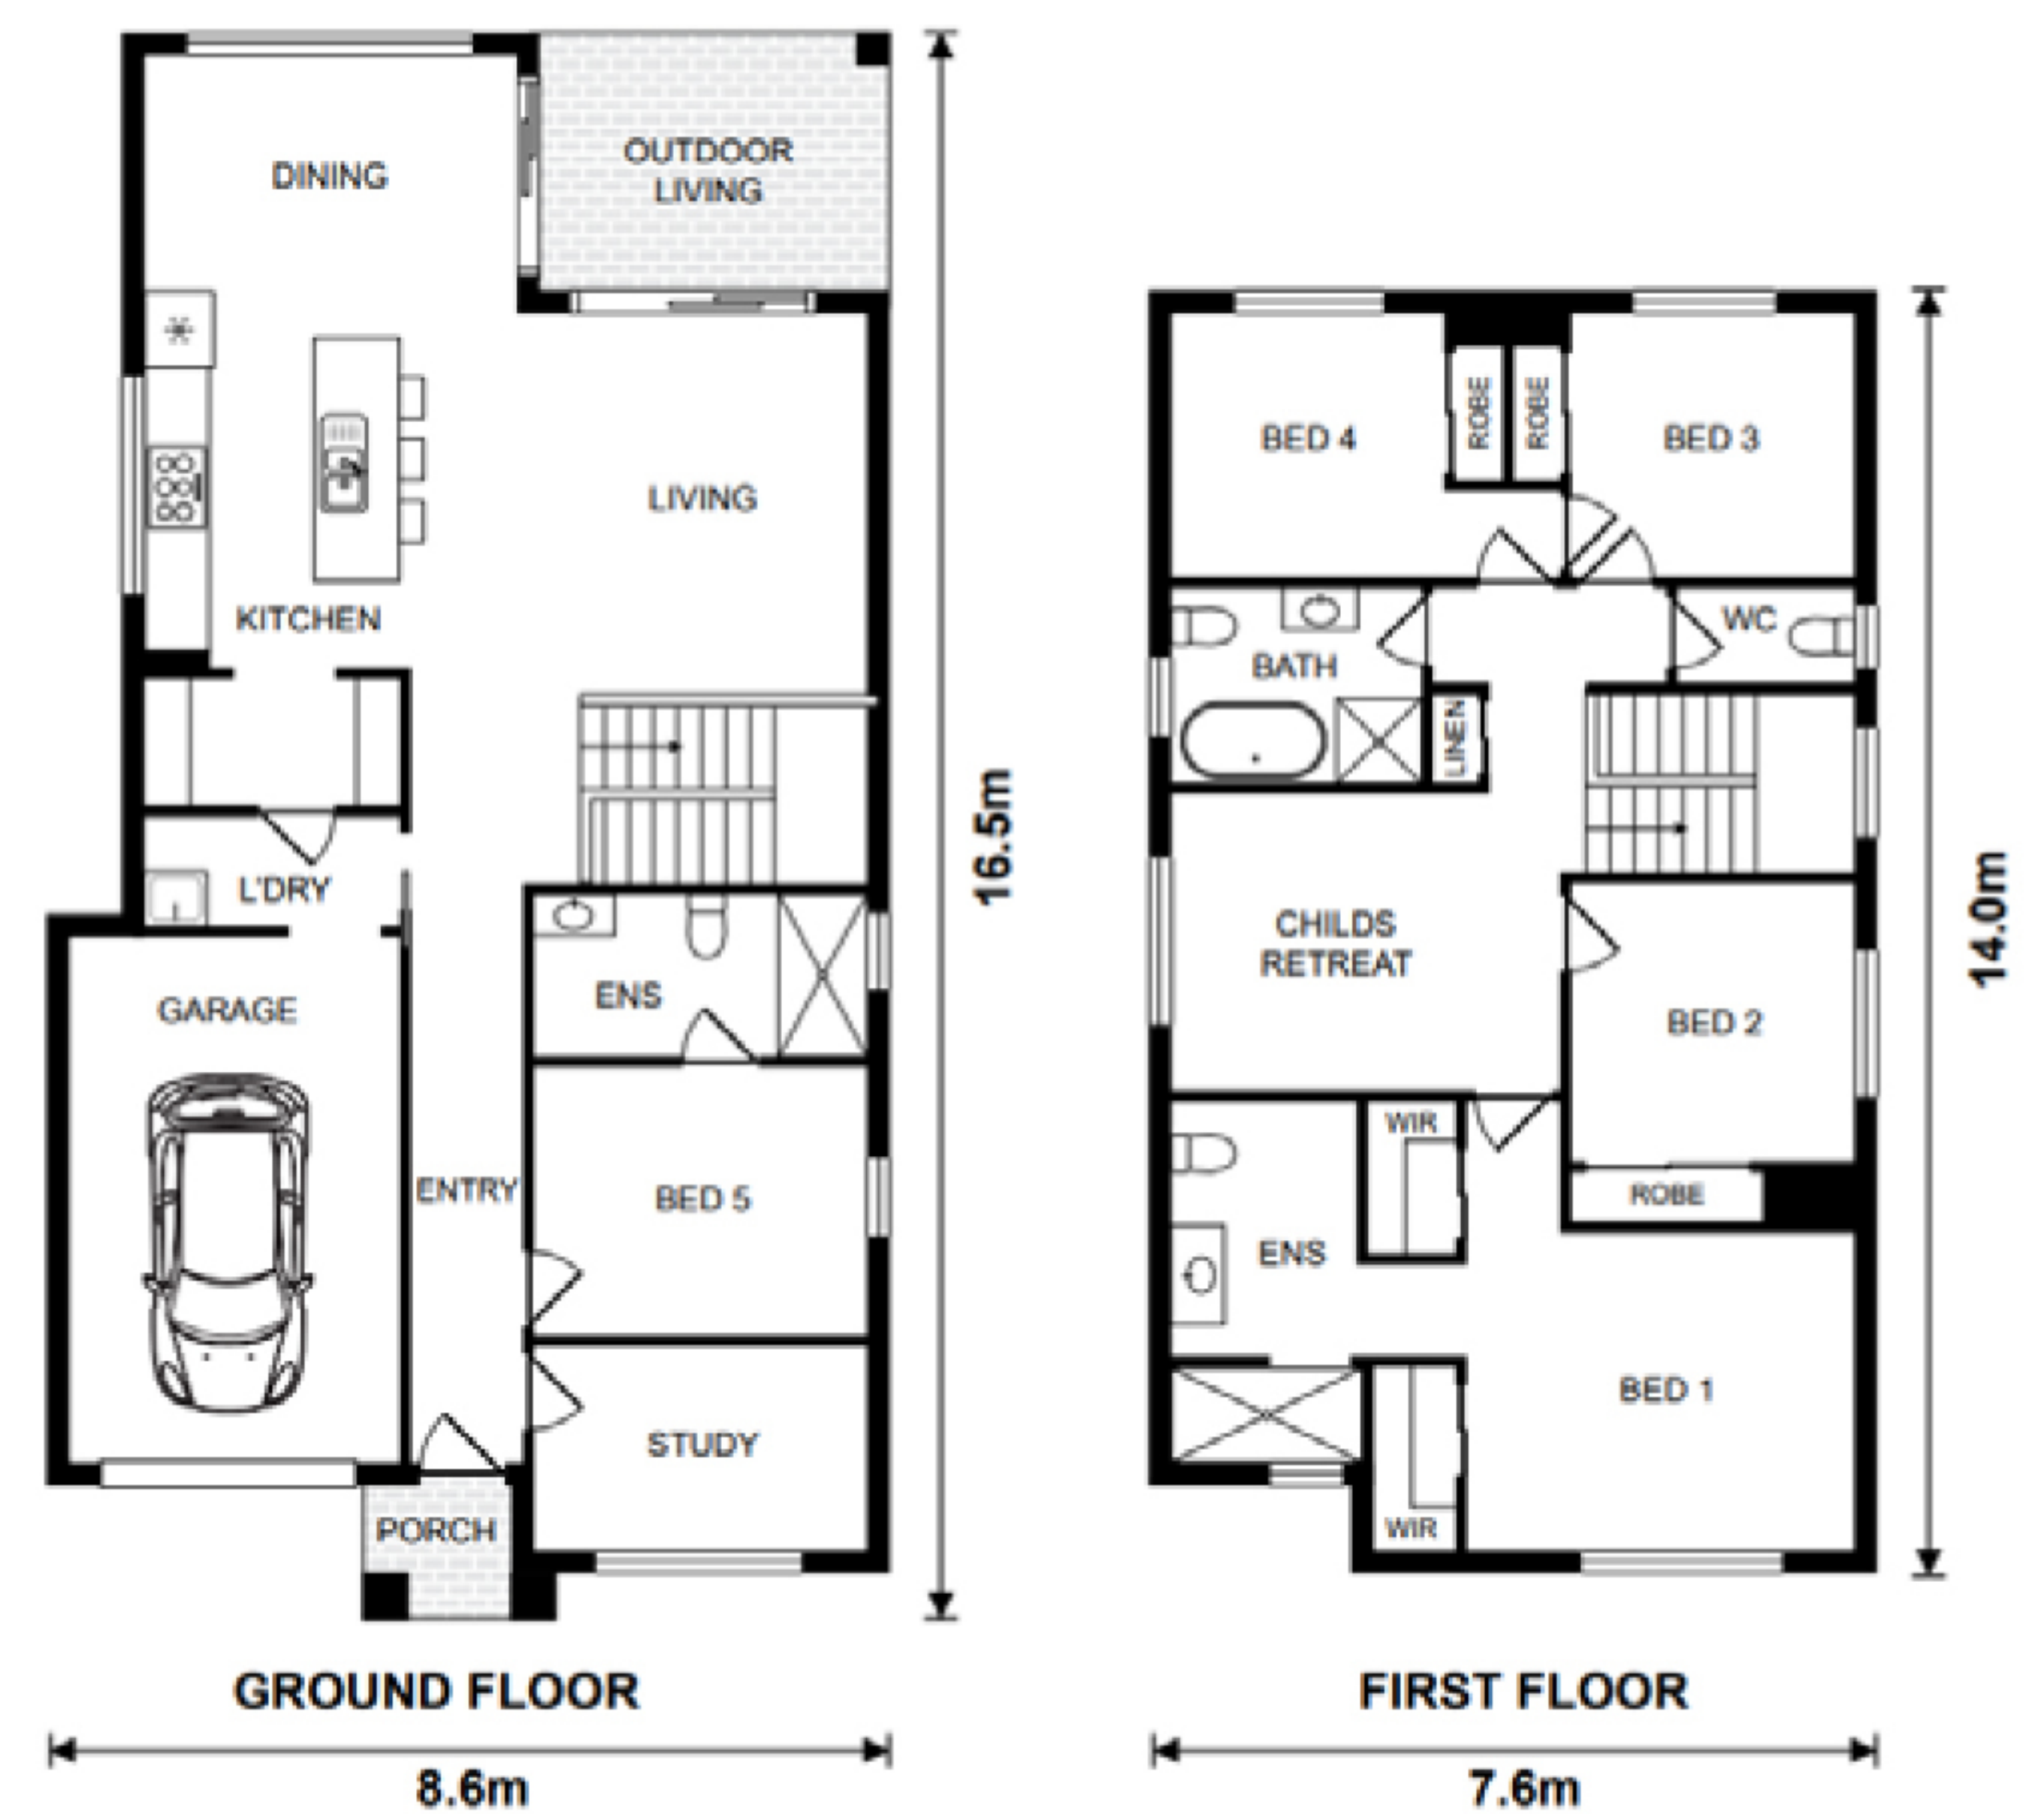 DINING
OUTDOOR
LIVING
KITCHEN
LIVING
L'DRY
GARAGE
ENS
ENTRY
BED 5
STUDY
PORCH
16.5m
GROUND FLOOR
8.6m
BED 4
ROBE
ROBE
BED 3
BATH
WC
LINEN
CHILDS
RETREAT
BED 2
WIR
ROBE
ENS
BED 1
WIR
14.0m
FIRST FLOOR
7.6m